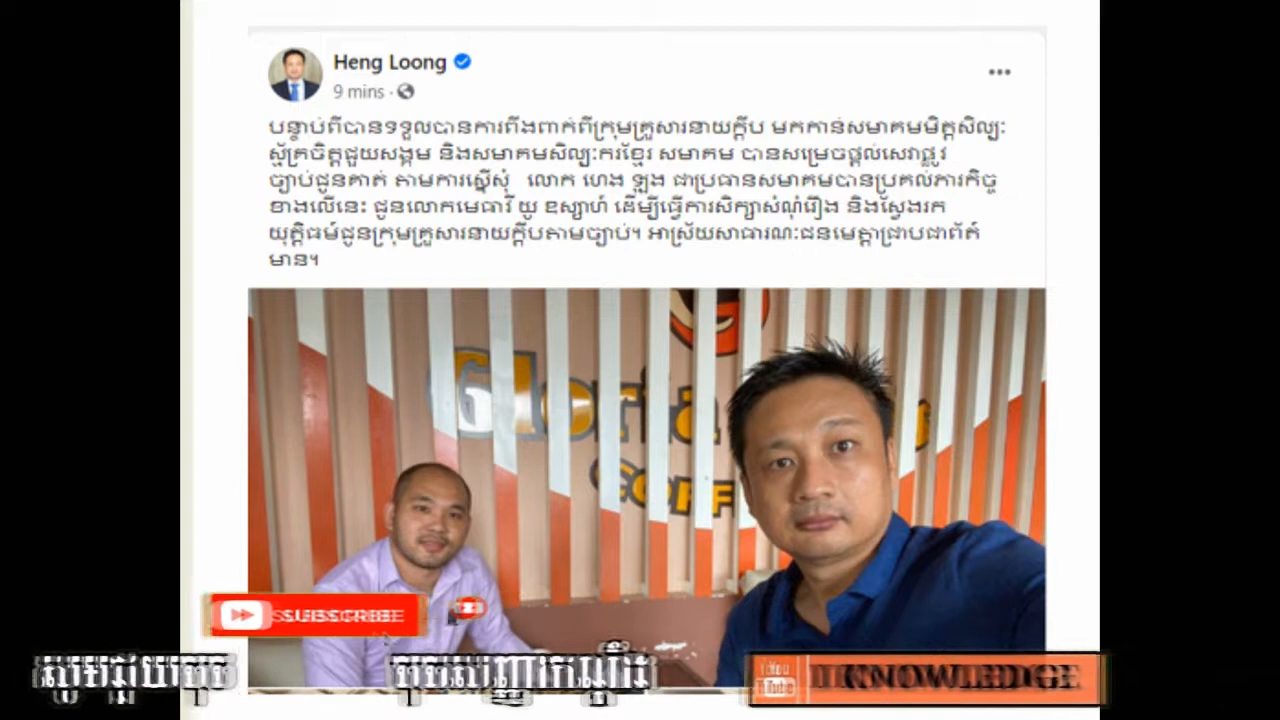 Heng Loong
9 mins ·
បន្ទាប់ពីបានទទួលបានការពឹងពាក់ពីក្រុមគ្រួសារនាយក្ដឹប មកកាន់សមាគមមិត្តសិល្បៈ
ស្ម័គ្រចិត្តជួយសង្គម និងសមាគមសិល្បៈករខ្មែរ សមាគម បានសម្រេចផ្ដល់សេវាផ្លូវ
ច្បាប់ជូនគាត់ តាមការស្នើសុំ លោក ហេង ឡុង ជាប្រធានសមាគមបានប្រគល់ភារកិច្ច
ខាងលើនេះ ជូនលោកមេធាវី យូ ឧស្សាហ៍ ដើម្បីធ្វើការសិក្សាសំណុំរឿង និងស្វែងរក
យុត្តិធម៌ជូនក្រុមគ្រួសារនាយក្ដឹបតាមច្បាប់។ អាស្រ័យសាធារណៈជនមេត្តាជ្រាបជាព័ត៌
មាន។
Gloria
COFF
SUBSCRIBE
You Tube KNOWLEDGE